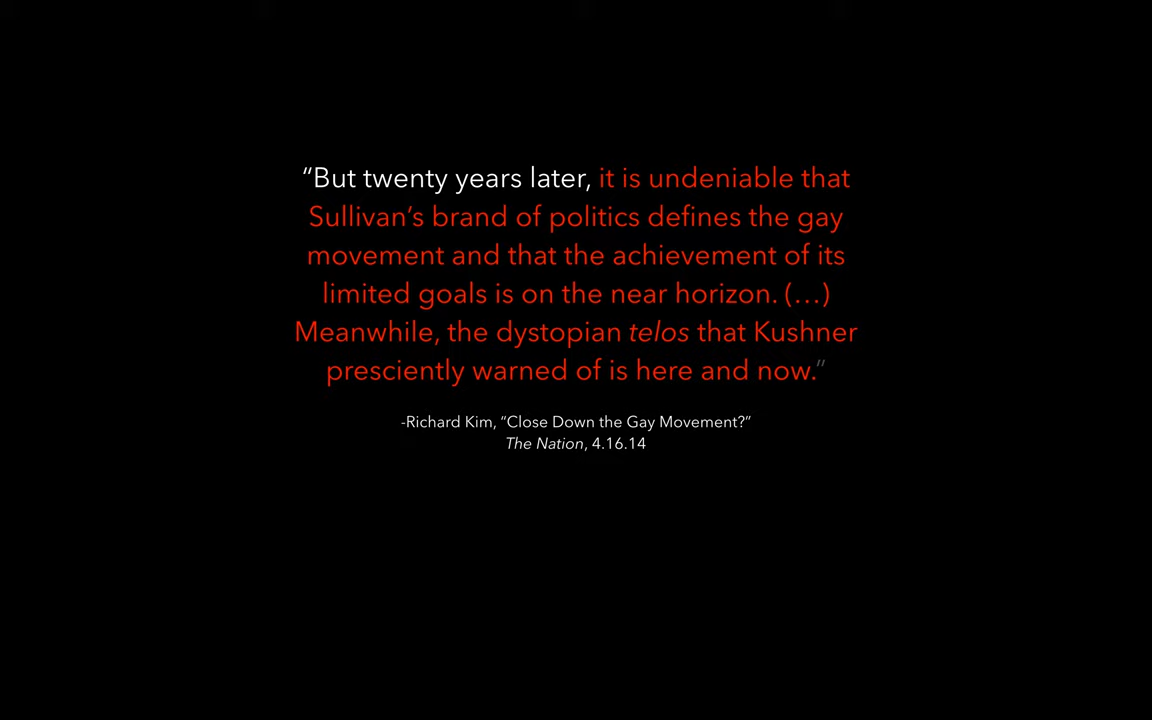 “But twenty years later, it is undeniable that
Sullivan’s brand of politics defines the gay
movement and that the achievement of its
limited goals is on the near horizon. (…)
Meanwhile, the dystopian telos that Kushner
presciently warned of is here and now.”
-Richard Kim, “Close Down the Gay Movement?”
The Nation, 4.16.14